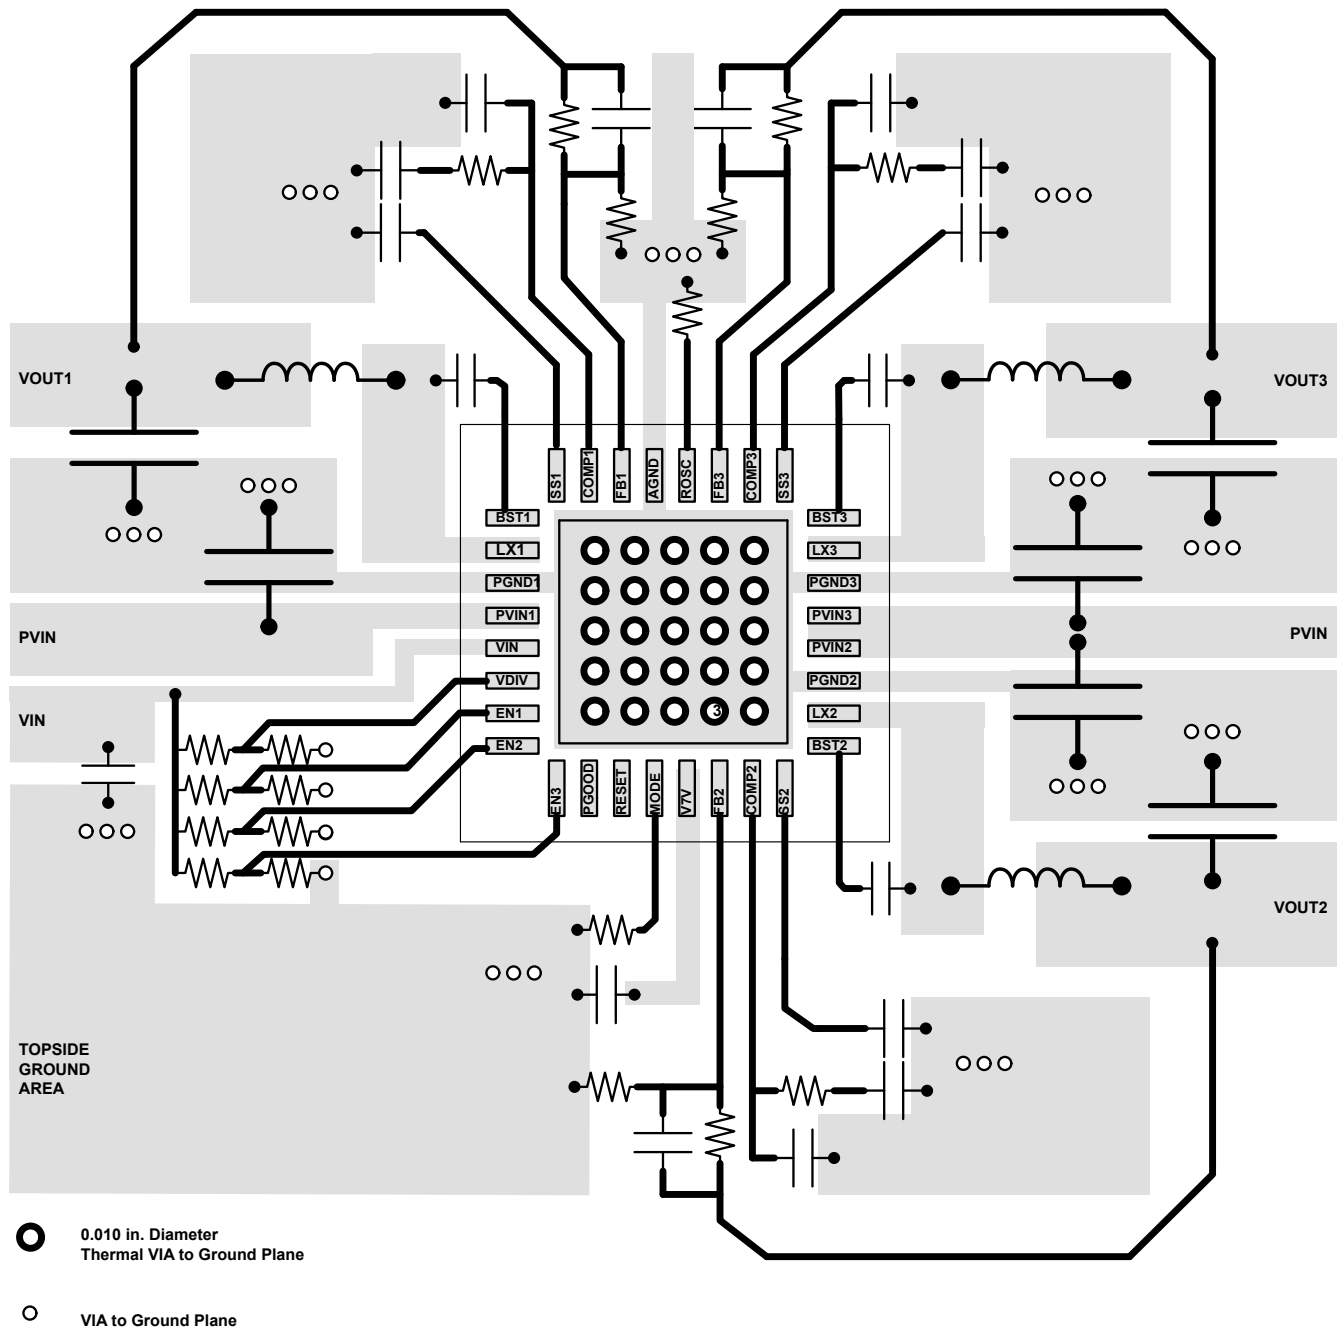 VOUT1
VOUT3
SS1
COMP1
FB1
AGND
ROSC
FB3
COMP3
SS3
BST1
BST3
LX1
LX3
PGND1
PGND3
PVIN1
PVIN3
PVIN
PVIN
VIN
PVIN2
VDIV
PGND2
VIN
EN1
3
LX2
EN2
BST2
EN3
PGOOD
RESET
MODE
V7V
FB2
COMP2
SS2
VOUT2
TOPSIDE
GROUND
AREA
0.010 in. Diameter
Thermal VIA to Ground Plane
VIA to Ground Plane